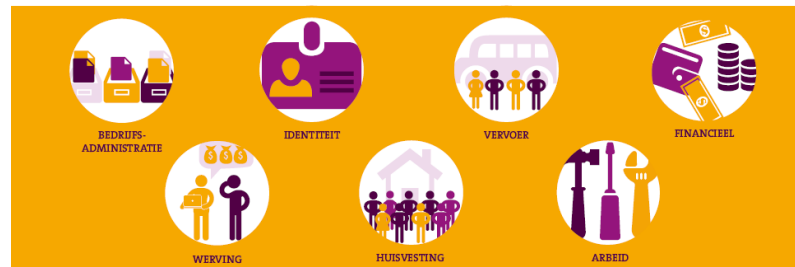 BEDRIJFS-
ADMINISTRATIE
IDENTITEIT
VERVOER
FINANCIEEL
WERVING
HUISVESTING
ARBEID